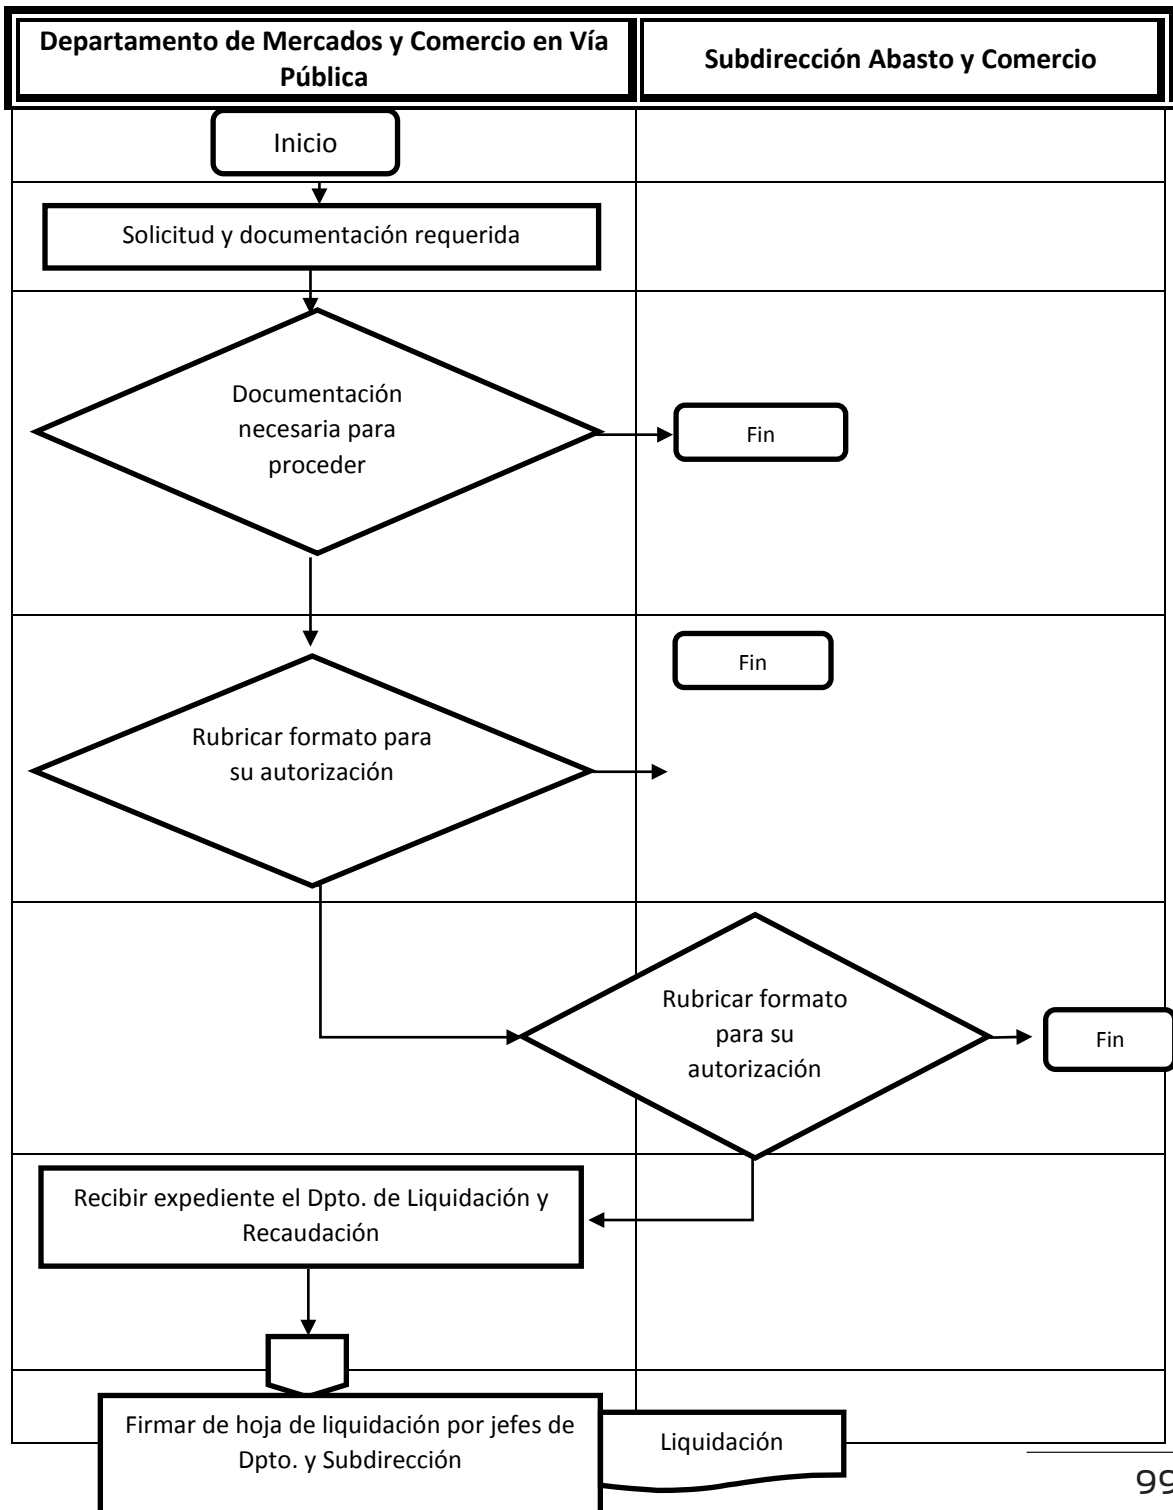 Departamento de Mercados y Comercio en Vía
Pública
Subdirección Abasto y Comercio
Inicio
Solicitud y documentación requerida
Documentación
necesaria para
proceder
Fin
Fin
Rubricar formato para
su autorización
Rubricar formato
para su
autorización
Fin
Recibir expediente el Dpto. de Liquidación y
Recaudación
Firmar de hoja de liquidación por jefes de
Dpto. y Subdirección
Liquidación
99